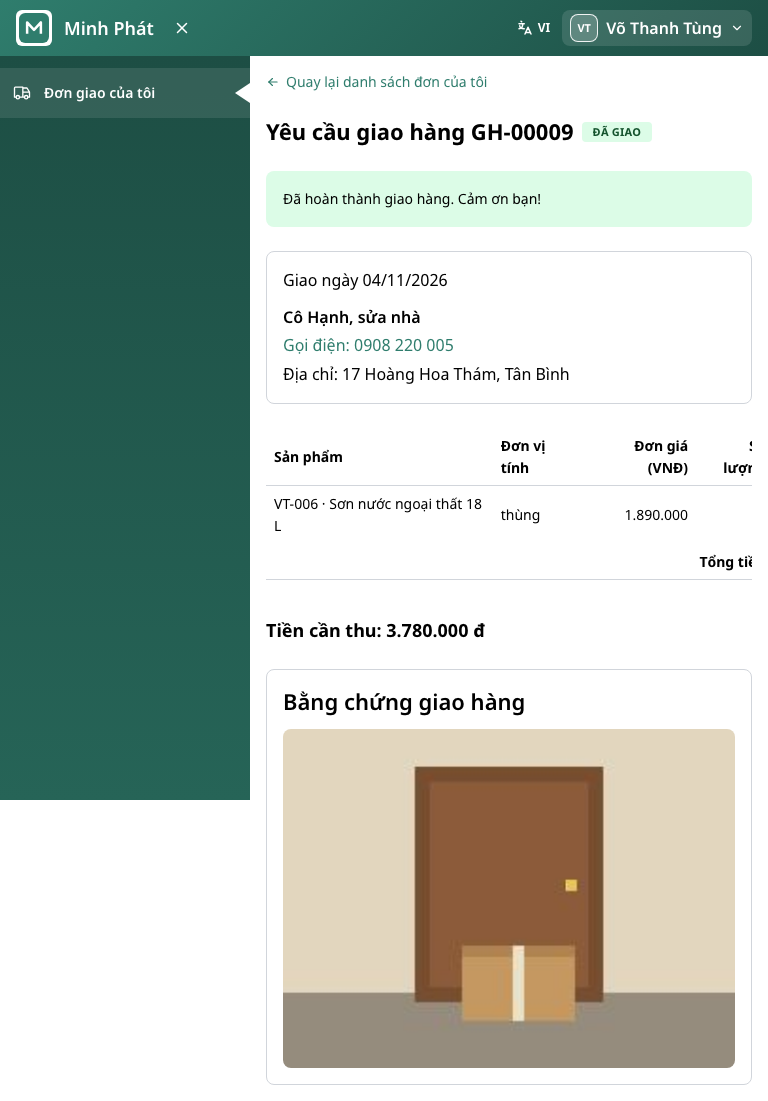 Minh Phát
VI
VT
Võ Thanh Tùng
Đơn giao của tôi
Quay lại danh sách đơn của tôi
Yêu cầu giao hàng GH-00009
ĐÃ GIAO
Đã hoàn thành giao hàng. Cảm ơn bạn!
Giao ngày 04/11/2026
Cô Hạnh, sửa nhà
Gọi điện: 0908 220 005
Địa chỉ: 17 Hoàng Hoa Thám, Tân Bình
Sản phẩm
Đơn vị
tính
Đơn giá
(VNĐ)
VT-006 · Sơn nước ngoại thất 18
L
thùng
1.890.000
Tổng
Tiền cần thu: 3.780.000 đ
Bằng chứng giao hàng